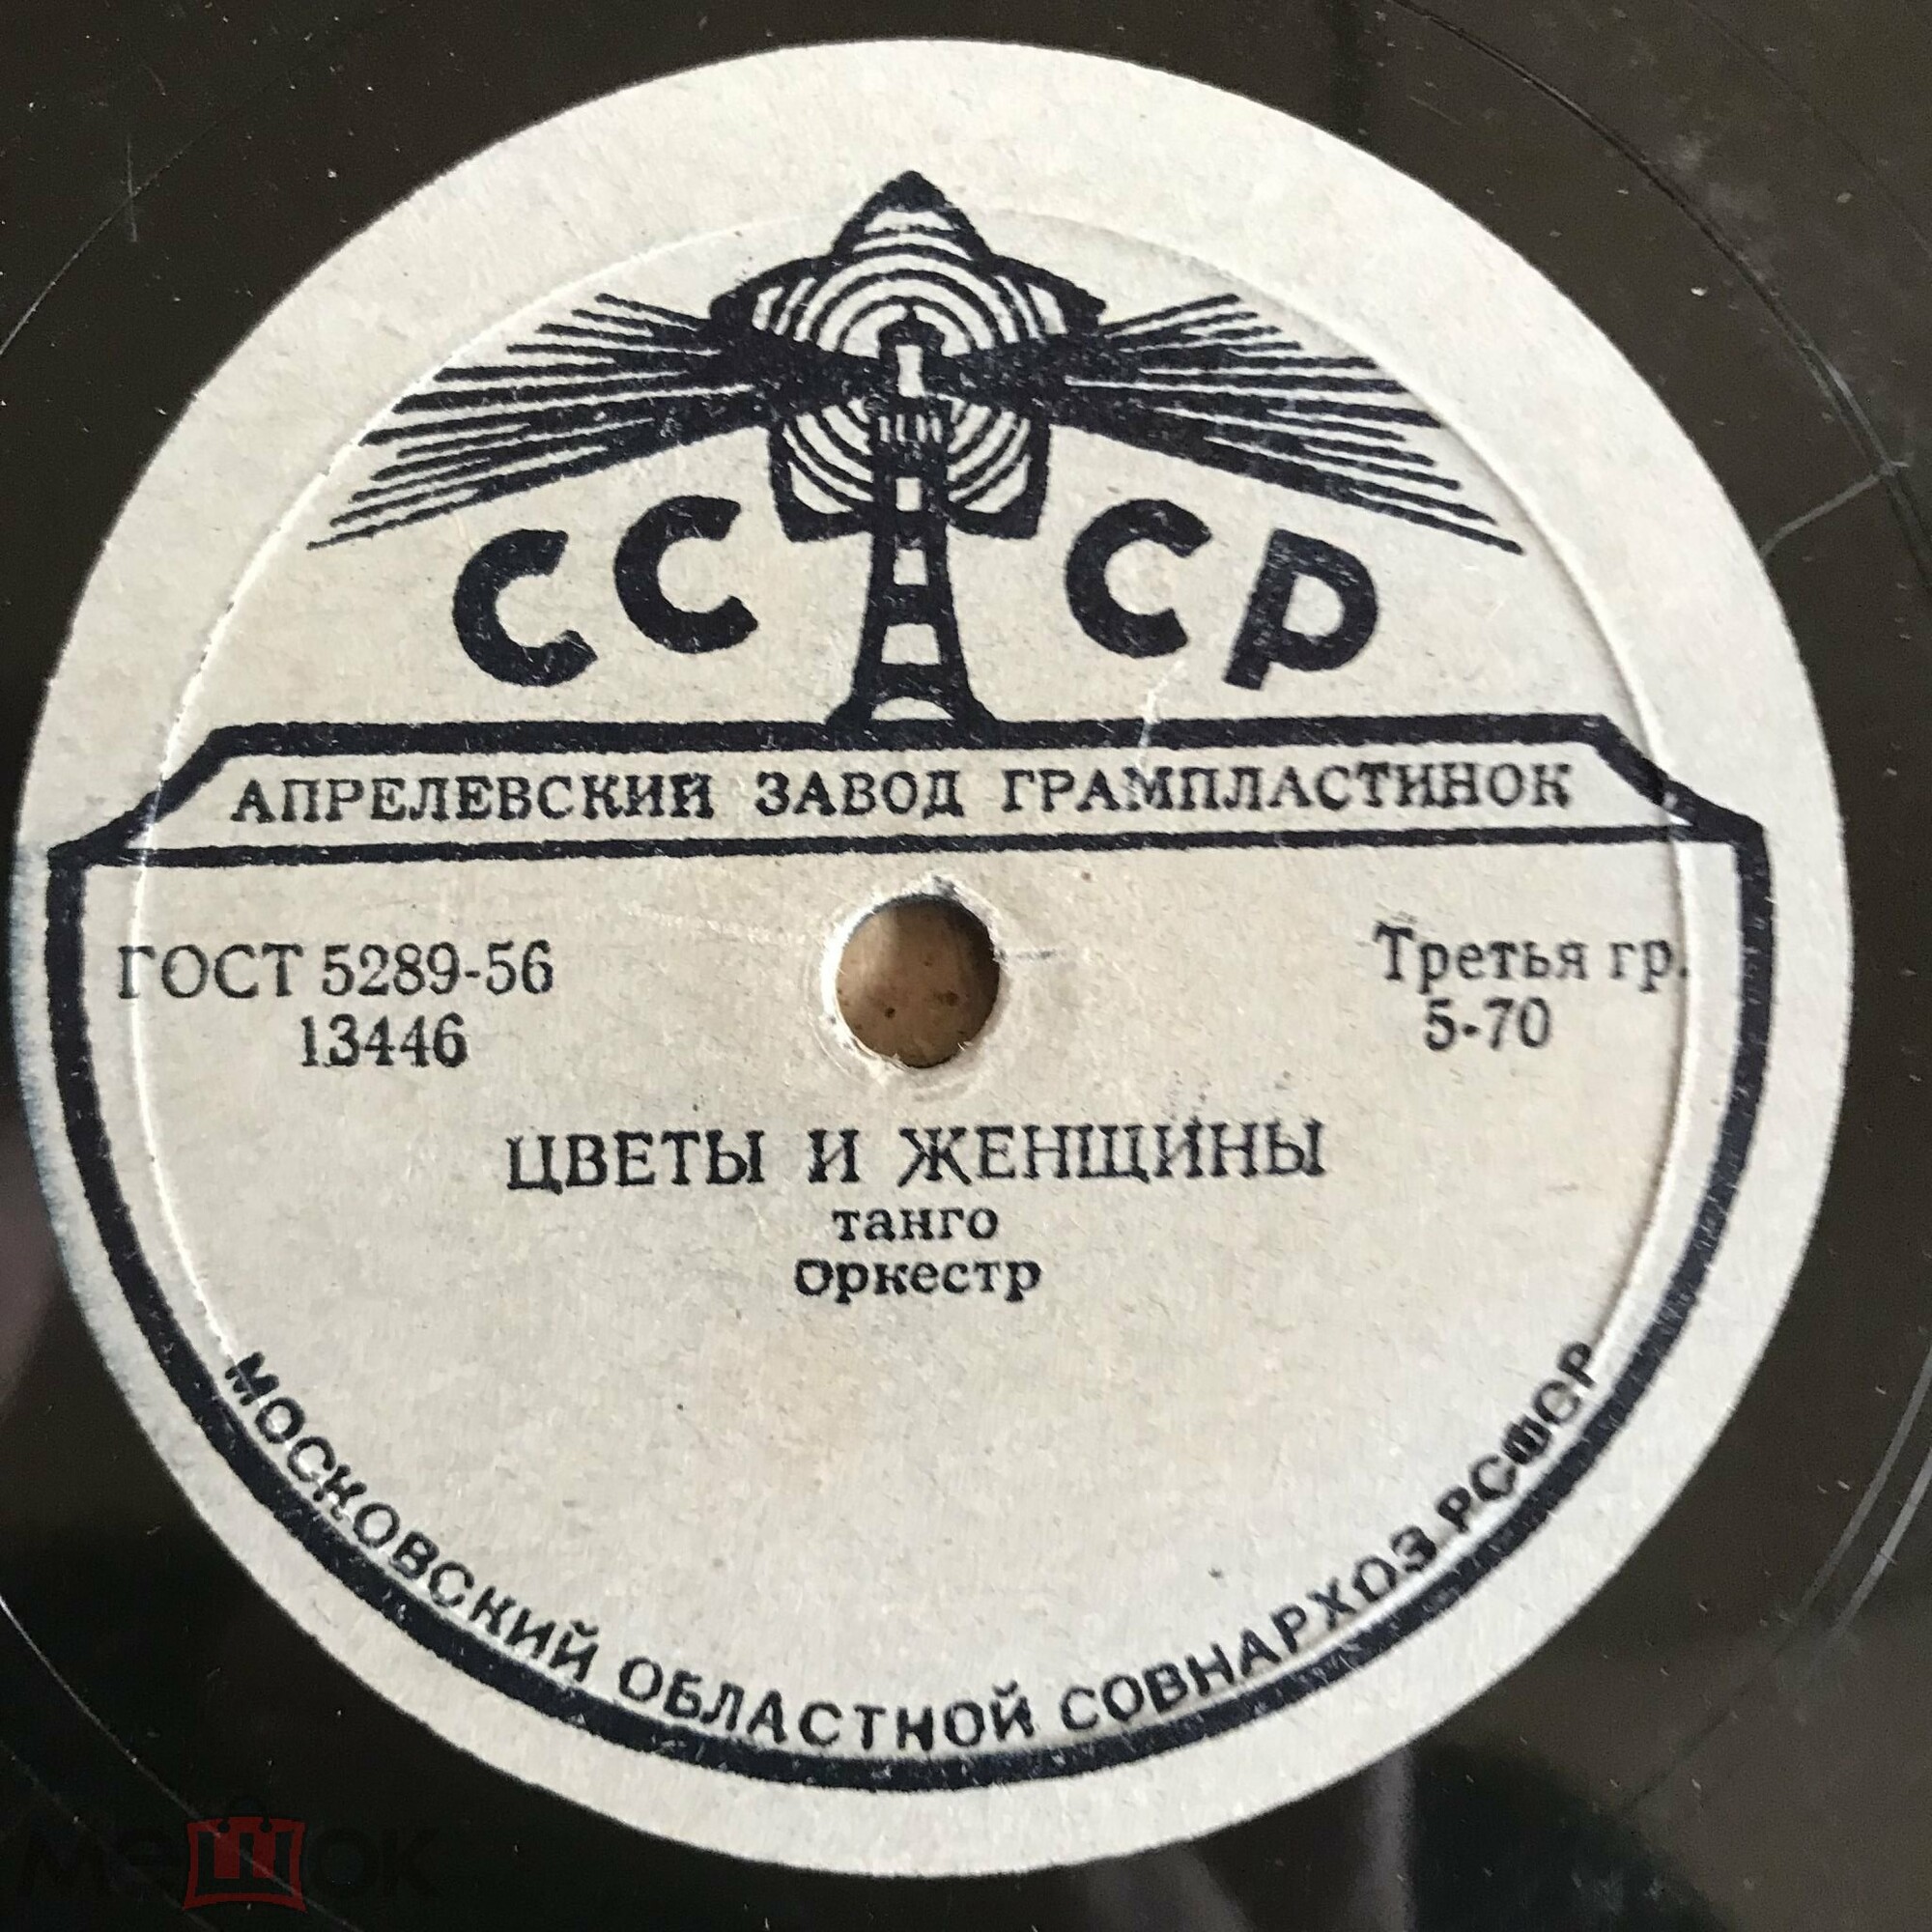 СССР
АПРЕЛЕВСКИЙ ЗАВОД ГРАМПЛАСТИНОК
ГОСТ 5289-56
13446
Третья гр.
5-70
ЦВЕТЫ И ЖЕНЩИНЫ
танго
оркестр
МОСКОВСКИЙ ОБЛАСТНОЙ СОВНАРХОЗ РСФСР
мешок